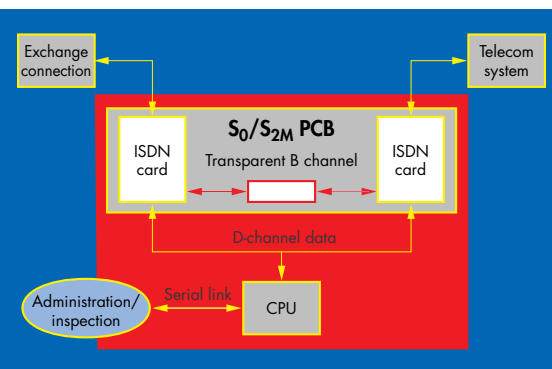 Exchange
connection
Telecom
system
S₀/S₂M PCB
Transparent B channel
ISDN
card
ISDN
card
D-channel data
Administration/
inspection
Serial link
CPU